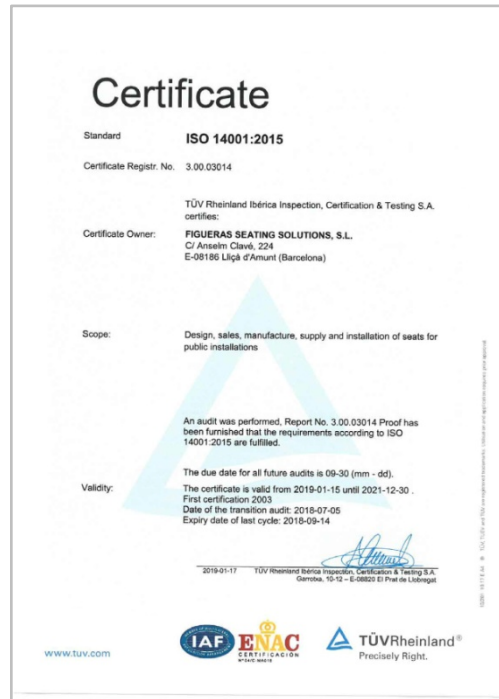 Certificate
Standard ISO 14001:2015
Certificate Registr. No. 3.00.03014
TÜV Rheinland Ibérica Inspection, Certification & Testing S.A.
certifies:
Certificate Owner: FIGUERAS SEATING SOLUTIONS, S.L.
C/ Anselm Clavé, 224
E-08186 Lliçà d'Amunt (Barcelona)
Scope: Design, sales, manufacture, supply and installation of seats for
public installations
An audit was performed, Report No. 3.00.03014 Proof has
been furnished that the requirements according to ISO
14001:2015 are fulfilled.
The due date for all future audits is 09-30 (mm - dd).
Validity: The certificate is valid from 2019-01-15 until 2021-12-30 .
First certification 2003
Date of the transition audit: 2018-07-05
Expiry date of last cycle: 2018-09-14
2019-01-17 TÜV Rheinland Ibérica Inspection, Certification & Testing S.A.
Garrotxa, 10-12 – E-08820 El Prat de Llobregat
www.tuv.com
IAF
ENAC
CERTIFICACIÓN
TÜVRheinland®
Precisely Right.